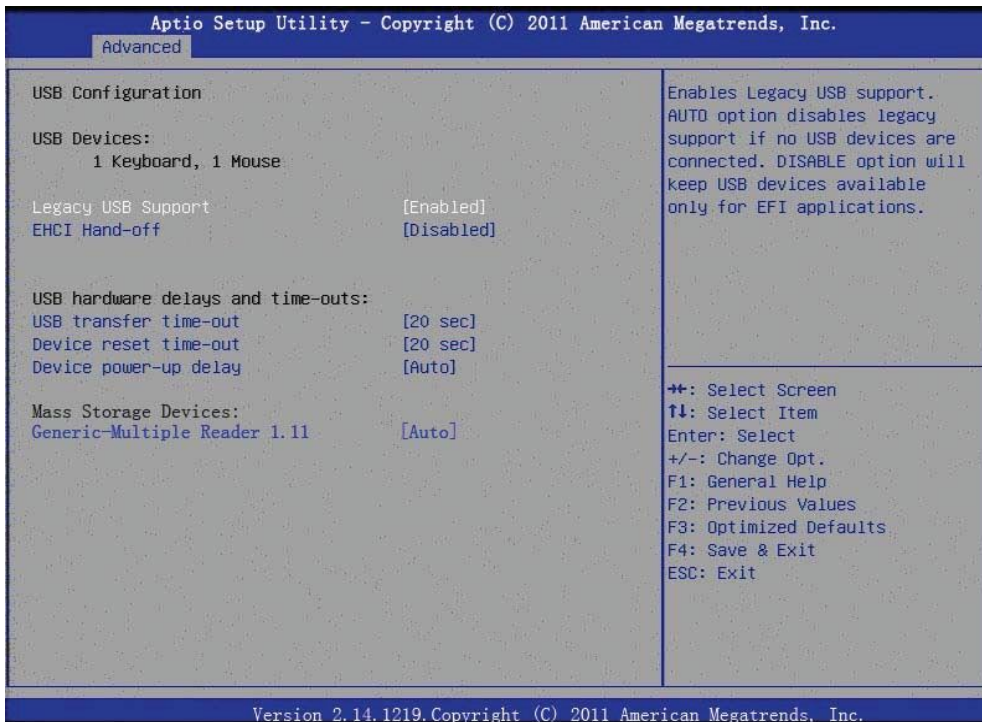 Aptio Setup Utility - Copyright (C) 2011 American Megatrends, Inc.
Advanced
USB Configuration
USB Devices:
1 Keyboard, 1 Mouse
Legacy USB Support [Enabled]
EHCI Hand-off [Disabled]
USB hardware delays and time-outs:
USB transfer time-out [20 sec]
Device reset time-out [20 sec]
Device power-up delay [Auto]
Mass Storage Devices:
Generic-Multiple Reader 1.11 [Auto]
Enables Legacy USB support.
AUTO option disables legacy
support if no USB devices are
connected. DISABLE option will
keep USB devices available
only for EFI applications.
→←: Select Screen
↑↓: Select Item
Enter: Select
+/-: Change Opt.
F1: General Help
F2: Previous Values
F3: Optimized Defaults
F4: Save & Exit
ESC: Exit
Version 2.14.1219.Copyright (C) 2011 American Megatrends, Inc.